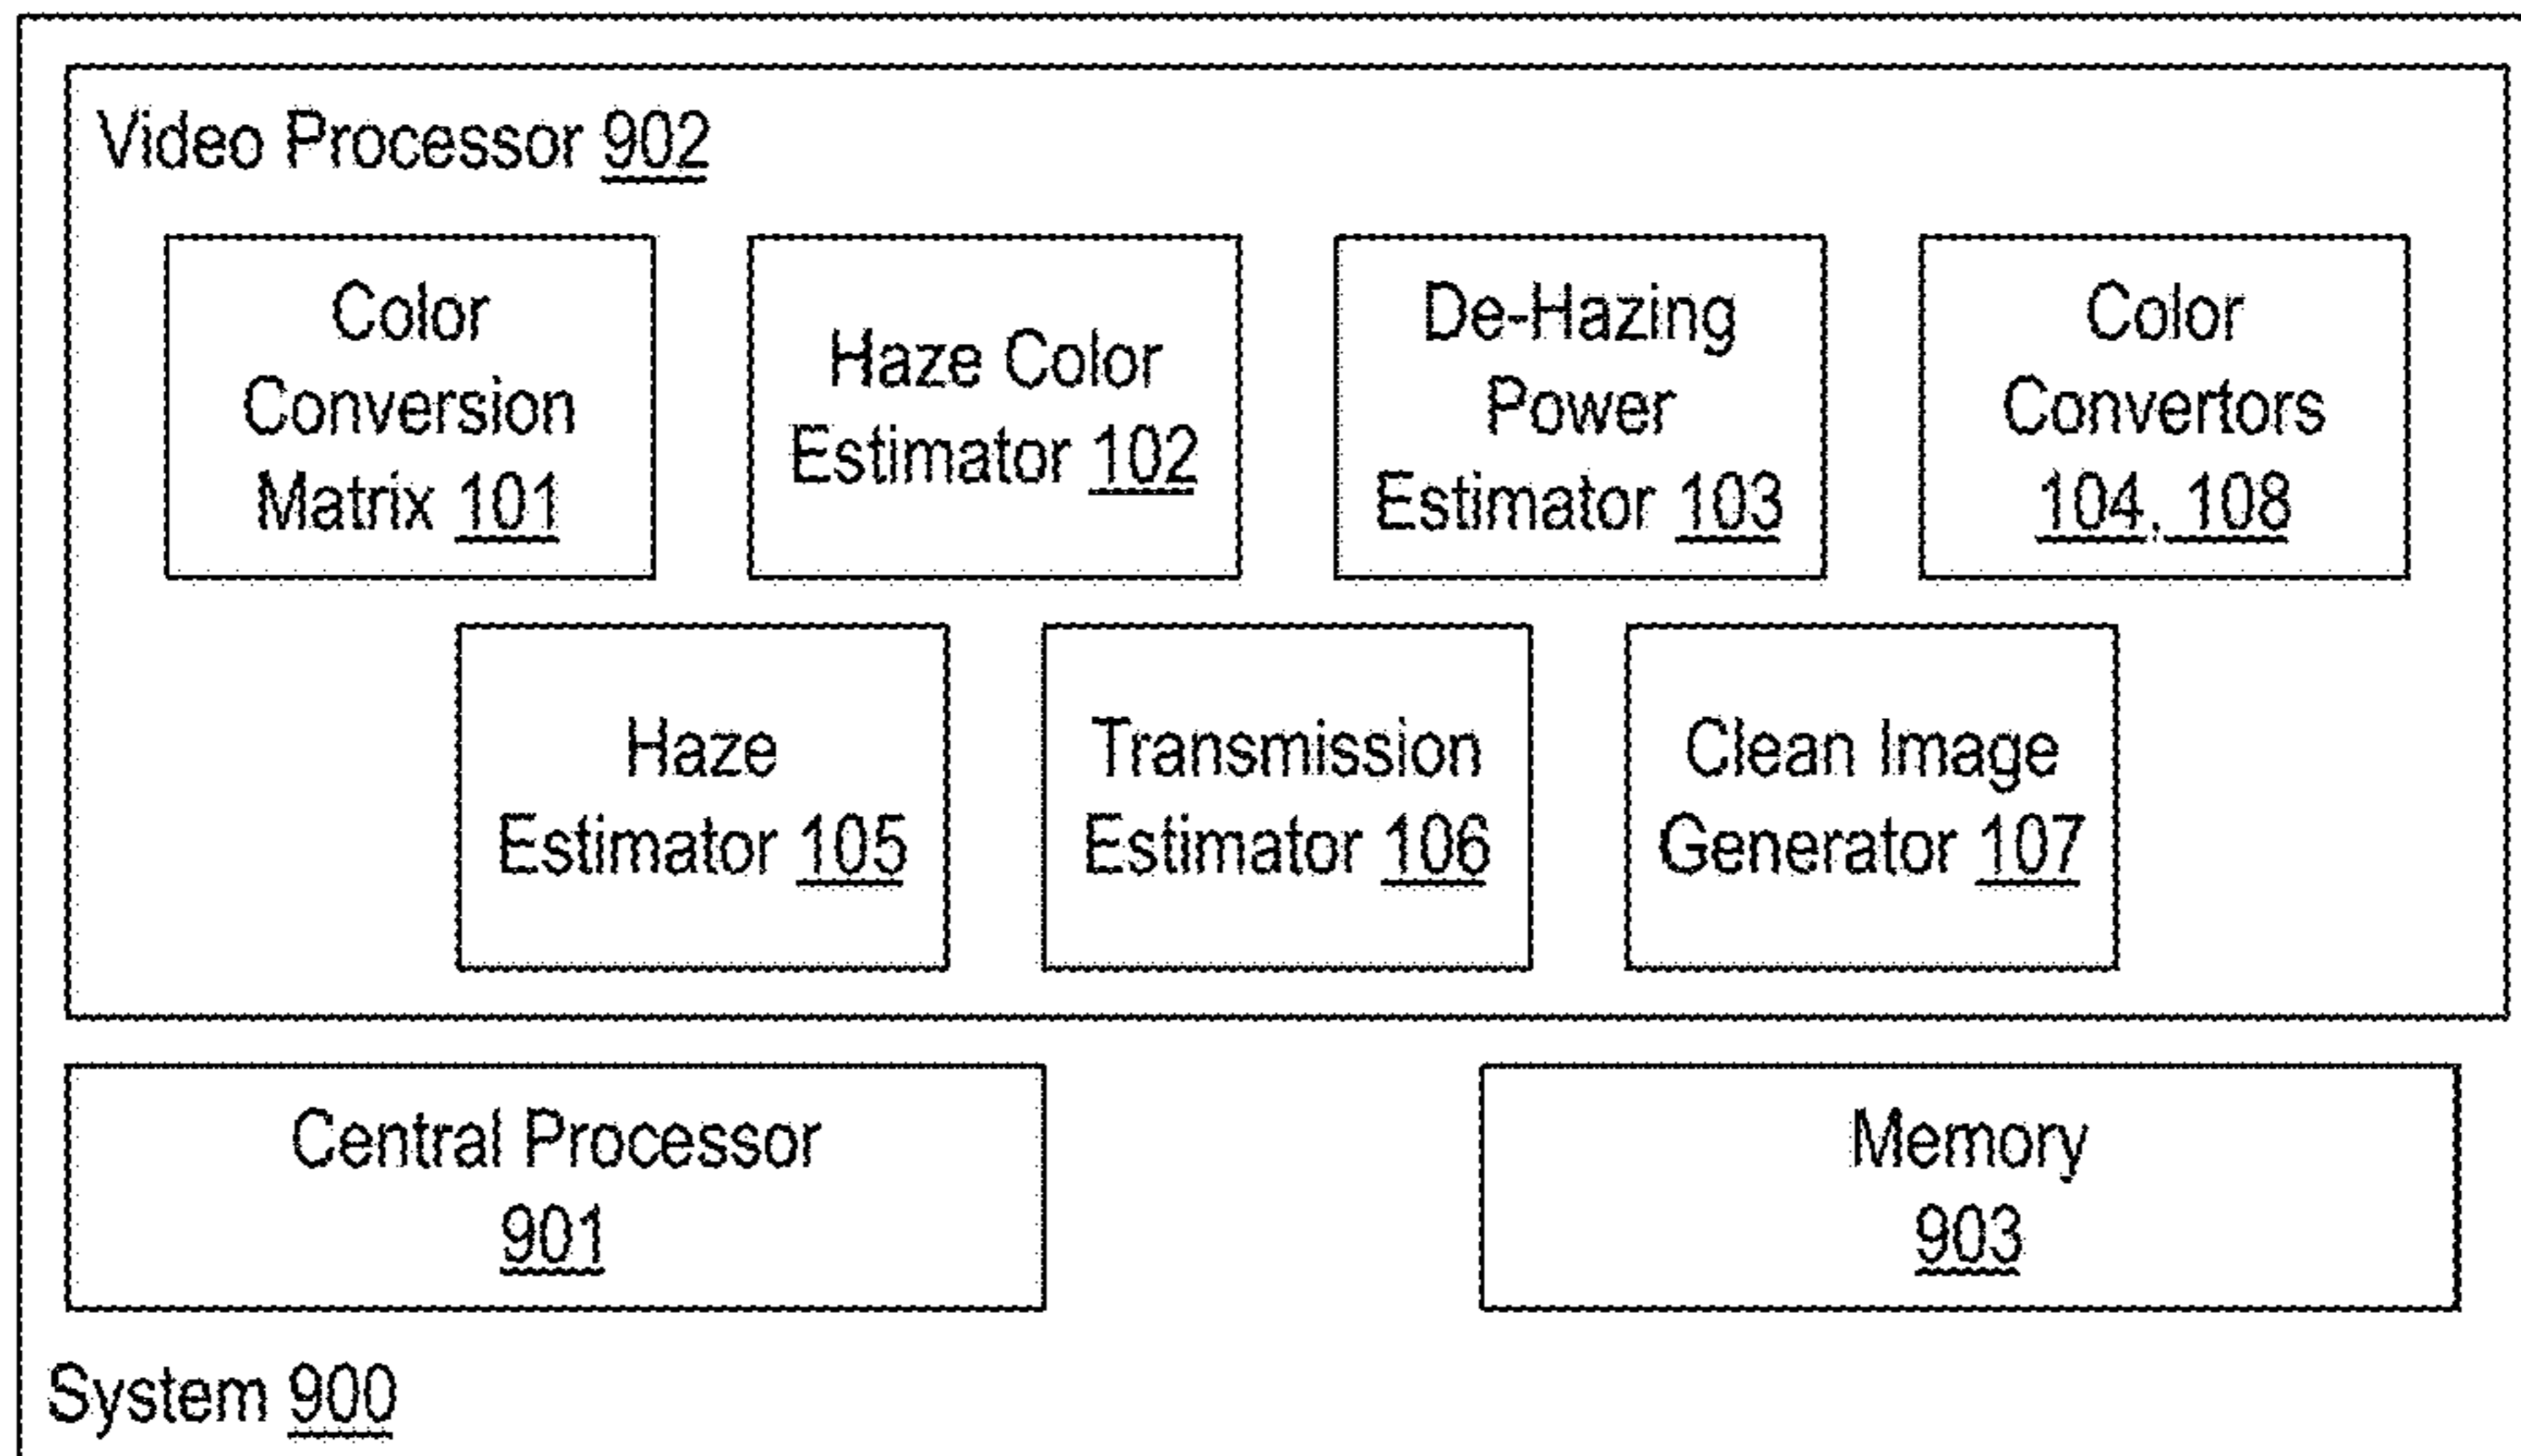 Video Processor 902
Color
Conversion
Matrix 101
Haze Color
Estimator 102
De-Hazing
Power
Estimator 103
Color
Convertors
104, 108
Haze
Estimator 105
Transmission
Estimator 106
Clean Image
Generator 107
Central Processor
901
Memory
903
System 900